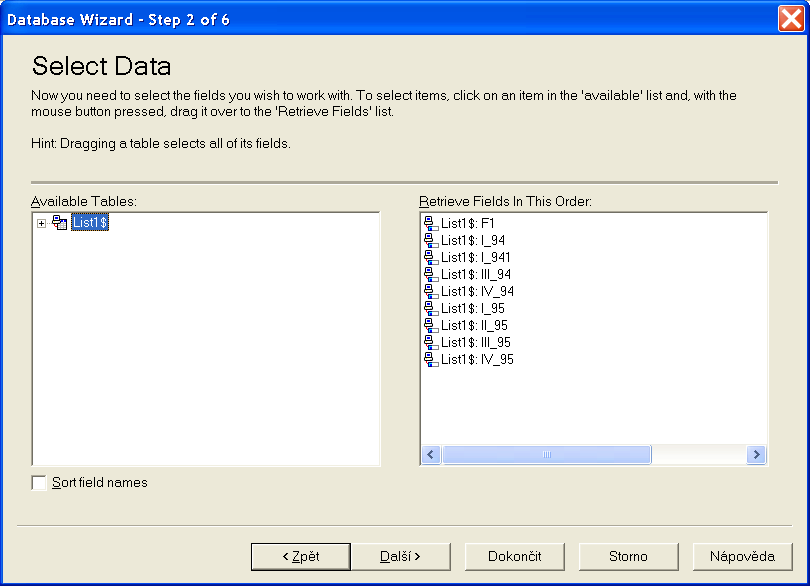 Database Wizard - Step 2 of 6
Select Data
Now you need to select the fields you wish to work with. To select items, click on an item in the 'available' list and, with the
mouse button pressed, drag it over to the 'Retrieve Fields' list.
Hint: Dragging a table selects all of its fields.
Available Tables:
List1$
Retrieve Fields In This Order:
List1$: F1
List1$: I_94
List1$: I_941
List1$: III_94
List1$: IV_94
List1$: I_95
List1$: II_95
List1$: III_95
List1$: IV_95
Sort field names
< Zpět
Další >
Dokončit
Storno
Nápověda